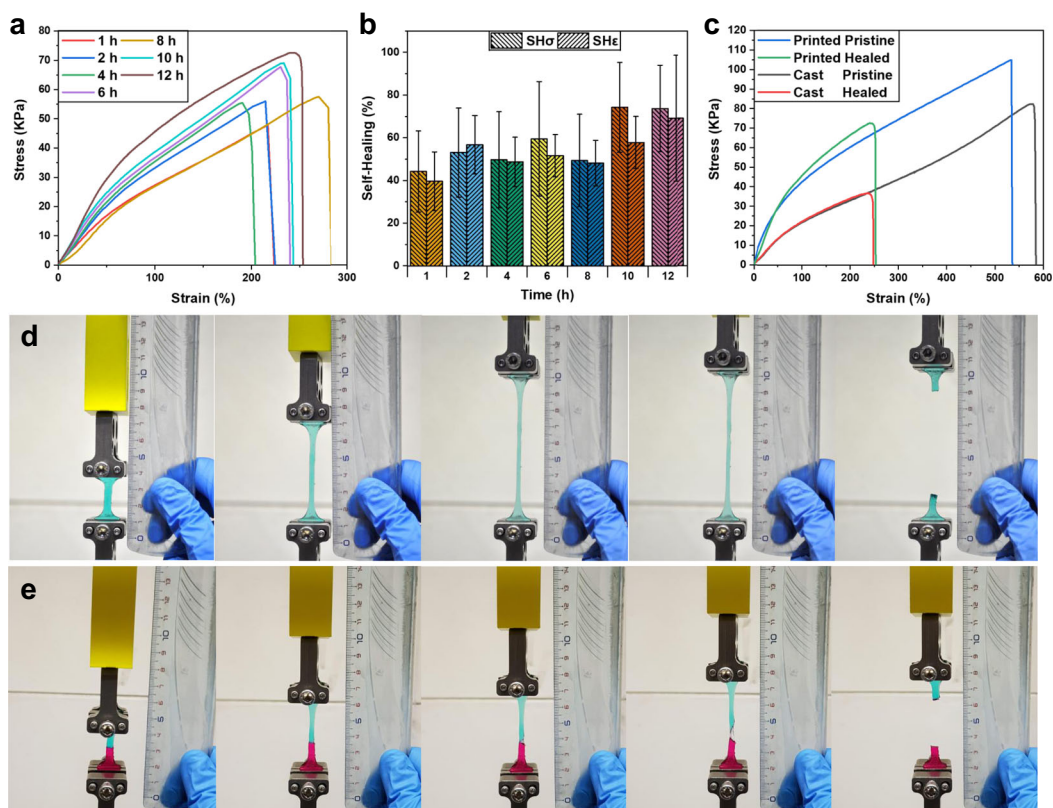 a
Stress (KPa)
80
70
60
50
40
30
20
10
0
1 h 8 h
2 h 10 h
4 h 12 h
6 h
0 100 200 300
Strain (%)
b
Self-Healing (%)
120
100
80
60
40
20
0
SHσ SHε
1 2 4 6 8 10 12
Time (h)
c
Stress (KPa)
120
110
100
90
80
70
60
50
40
30
20
10
0
Printed Pristine
Printed Healed
Cast Pristine
Cast Healed
0 100 200 300 400 500 600
Strain (%)
d
e